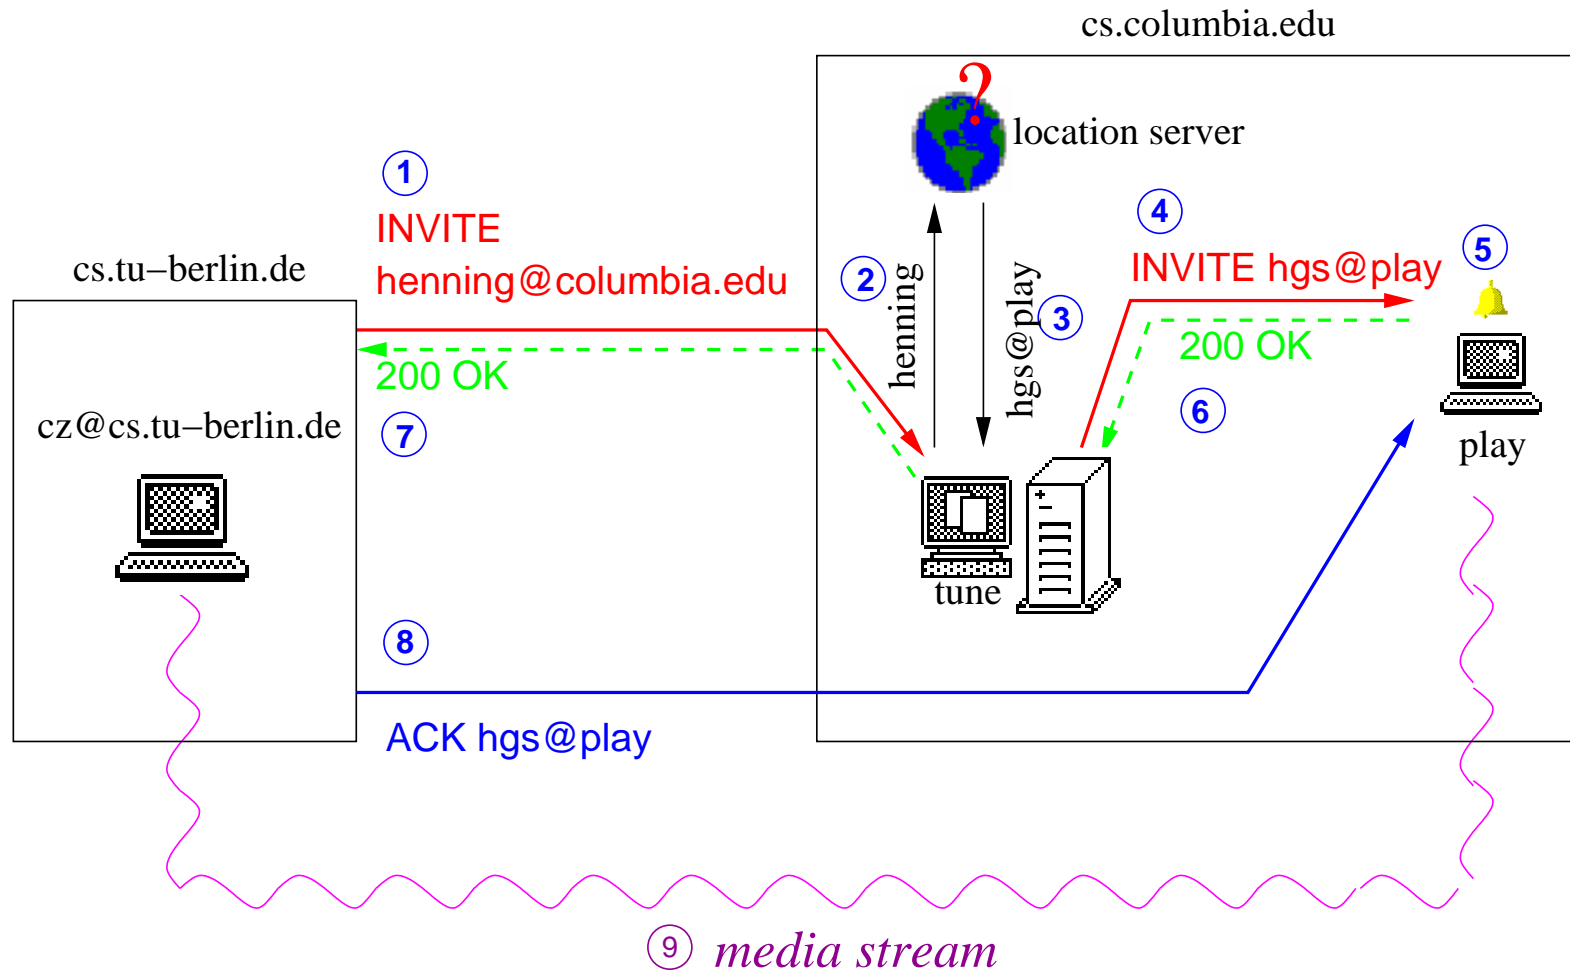 cs.columbia.edu
?
location server
1
INVITE
henning@columbia.edu
cs.tu−berlin.de
2
henning
hgs@play
3
4
INVITE hgs@play
5
200 OK
200 OK
6
cz@cs.tu−berlin.de
7
play
tune
8
ACK hgs@play
9 media stream